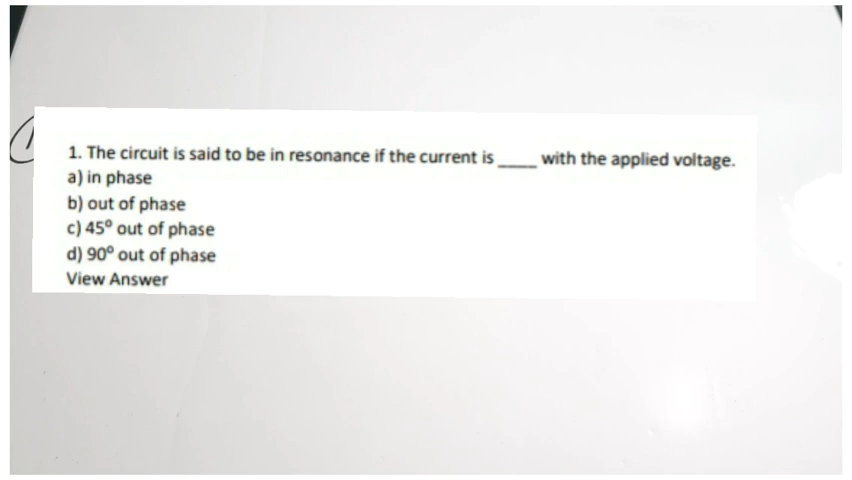 1. The circuit is said to be in resonance if the current is ____ with the applied voltage.
a) in phase
b) out of phase
c) 45° out of phase
d) 90° out of phase
View Answer